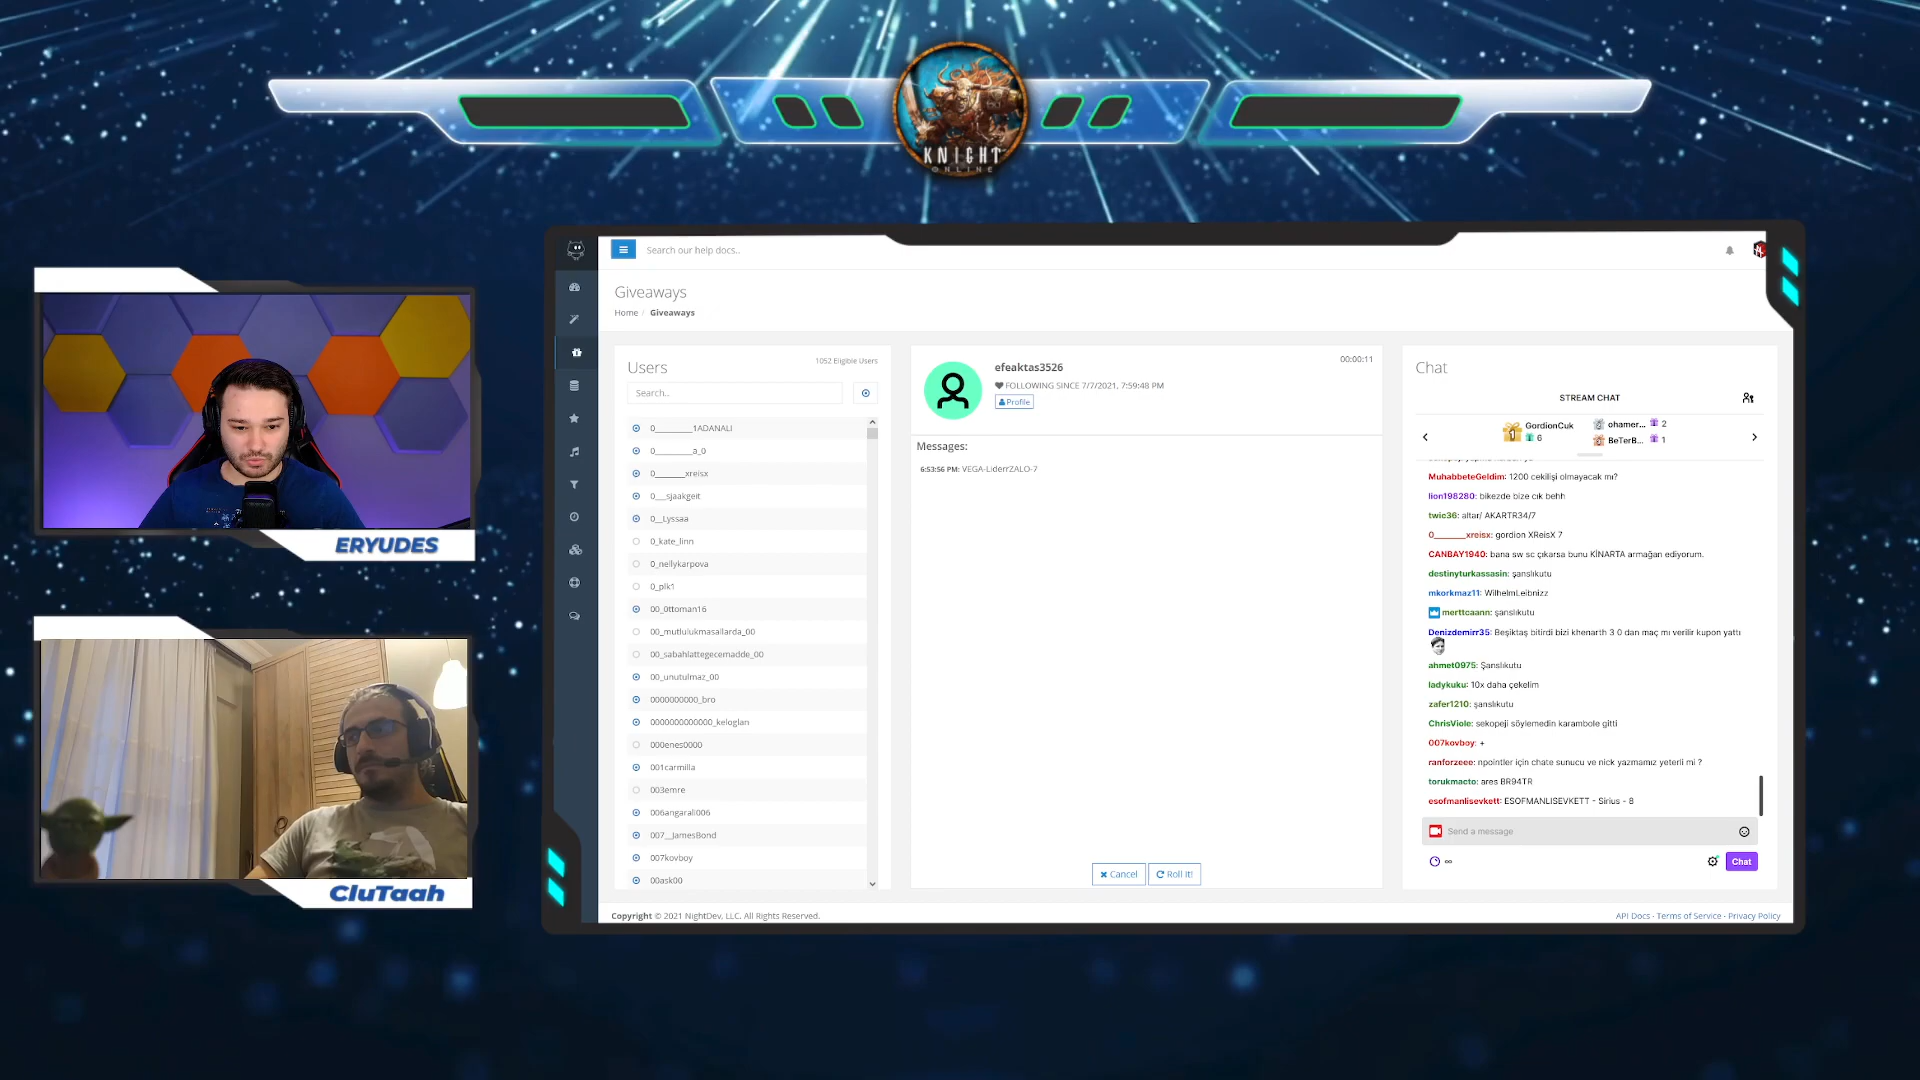 KNIGHT
ONLINE
Search our help docs..
Giveaways
Home / Giveaways
Users
1052 Eligible Users
Search..
0_________1ADANALI
0_________a_0
0_______xreisx
0___sjaakgeit
0__Lyssaa
0_kate_linn
0_nellykarpova
0_plk1
00_0ttoman16
00_mutlulukmasallarda_00
00_sabahlattegecemadde_00
00_unutulmaz_00
0000000000_bro
0000000000000_keloglan
000enes0000
001carmilla
003emre
006angarali006
007__JamesBond
007kovboy
00ask00
efeaktas3526
FOLLOWING SINCE 7/7/2021, 7:59:48 PM
Profile
00:00:11
Messages:
6:53:56 PM: VEGA-LiderrZALO-7
Cancel
Roll It!
Chat
STREAM CHAT
1
GordionCuk
6
ohamer... 2
BeTerB... 1
MuhabbeteGeldim: 1200 cekilişi olmayacak mı?
lion198280: bikezde bize cık behh
twic36: altar/ AKARTR34/7
0_______xreisx: gordion XReisX 7
CANBAY1940: bana sw sc çıkarsa bunu KİNARTA armağan ediyorum.
destinyturkassasin: şanslıkutu
mkorkmaz11: WilhelmLeibnizz
merttcaann: şanslıkutu
Denizdemirr35: Beşiktaş bitirdi bizi khenarth 3 0 dan maç mı verilir kupon yattı
ahmet0975: Şanslıkutu
ladykuku: 10x daha çekelim
zafer1210: şanslıkutu
ChrisViole: sekopeji söylemedin karambole gitti
007kovboy: +
ranforzeee: npointler için chate sunucu ve nick yazmamız yeterli mi ?
torukmacto: ares BR94TR
esofmanlisevkett: ESOFMANLISEVKETT - Sirius - 8
Send a message
∞
Chat
Copyright © 2021 NightDev, LLC. All Rights Reserved.
API Docs · Terms of Service · Privacy Policy
ERYUDES
CluTaah